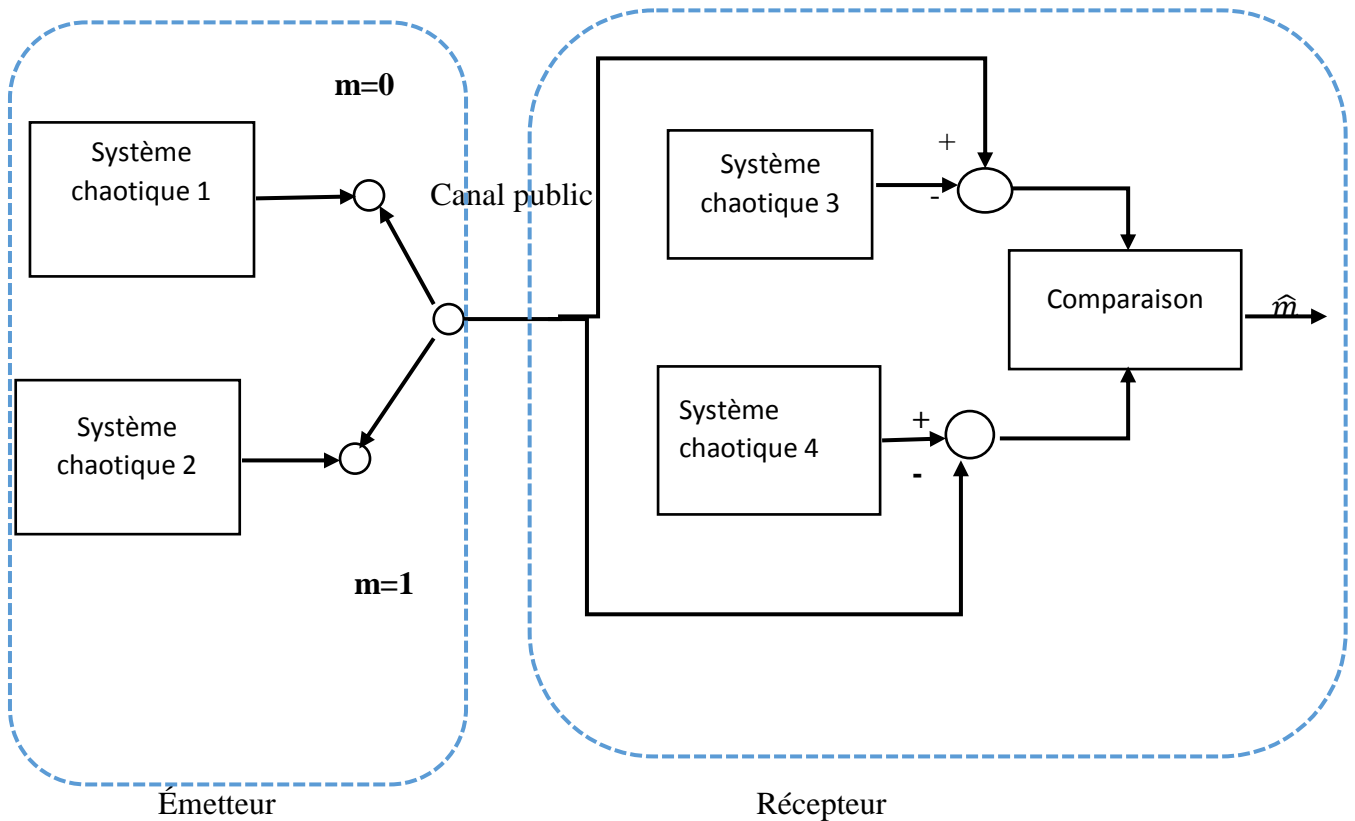 m=0
Système
chaotique 1
Canal public
Système
chaotique 3
+
-
Comparaison
m̂
Système
chaotique 2
Système
chaotique 4
+
-
m=1
Émetteur
Récepteur